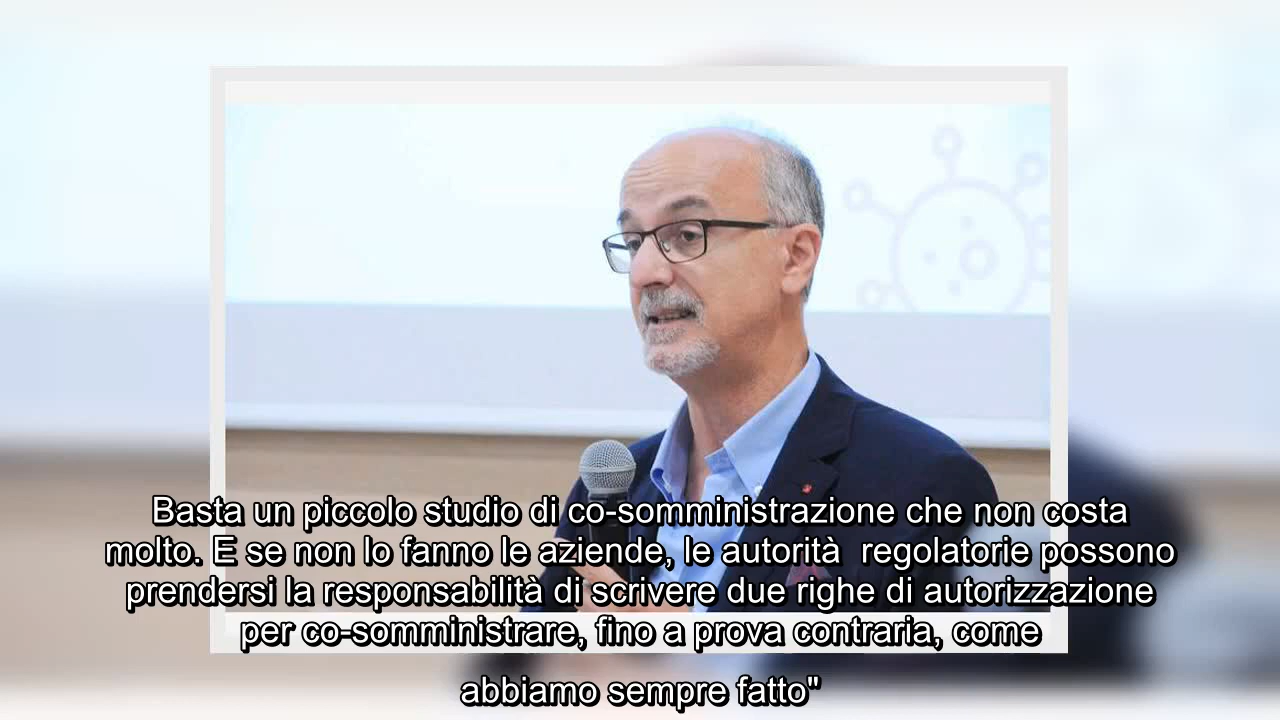 Basta un piccolo studio di co-somministrazione che non costa
molto. E se non lo fanno le aziende, le autorità  regolatorie possono
prendersi la responsabilità di scrivere due righe di autorizzazione
per co-somministrare, fino a prova contraria, come
abbiamo sempre fatto"